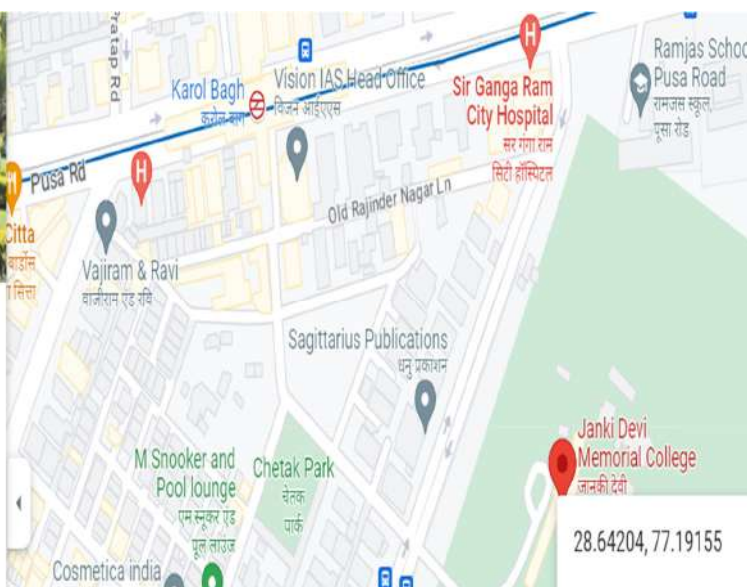 Pratap Rd
Karol Bagh
करोल बाग
Vision IAS Head Office
विजन आईएएस
Sir Ganga Ram
City Hospital
सर गंगा राम
सिटी हॉस्पिटल
Ramjas Schoo
Pusa Road
रामजस स्कूल,
पूसा रोड
Pusa Rd
Old Rajinder Nagar Ln
Citta
सित्ता
Vajiram & Ravi
वाजीराम एंड रवि
Sagittarius Publications
धनु प्रकाशन
Janki Devi
Memorial College
जानकी देवी
M Snooker and
Pool lounge
एम स्नूकर एंड
पूल लाउंज
Chetak Park
चेतक
पार्क
28.64204, 77.19155
Cosmetica india